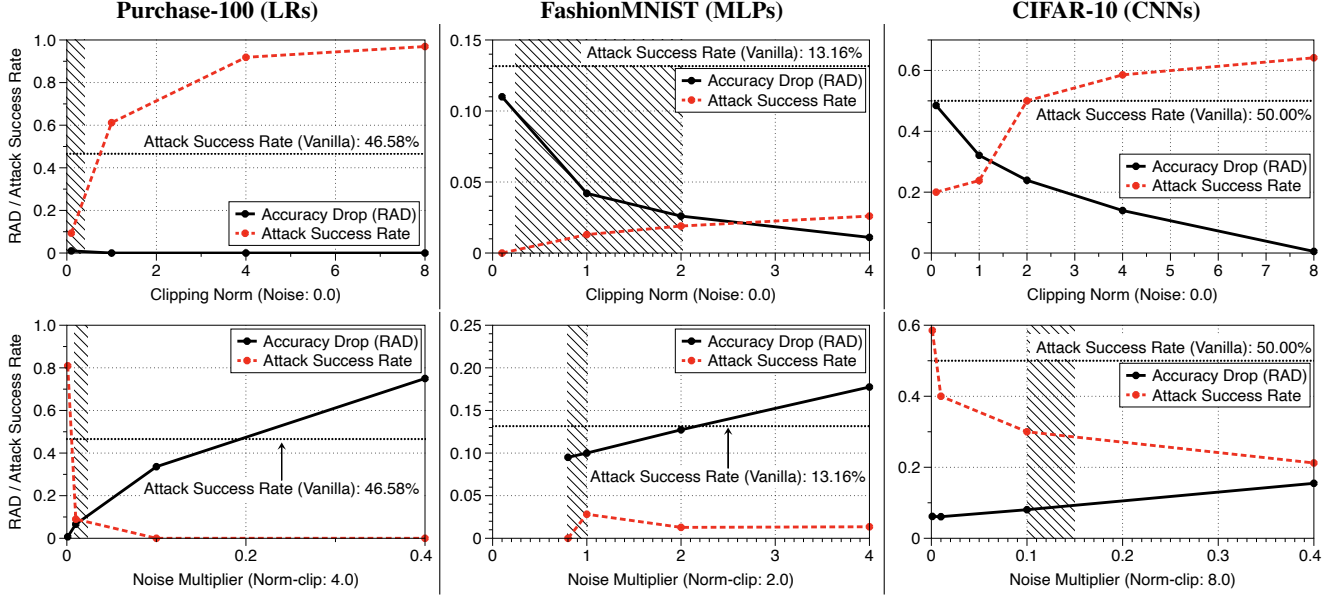 Purchase-100 (LRs)
FashionMNIST (MLPs)
CIFAR-10 (CNNs)
RAD / Attack Success Rate
1.0
0.8
0.6
0.4
0.2
0
Attack Success Rate (Vanilla): 46.58%
Accuracy Drop (RAD)
Attack Success Rate
0 2 4 6 8
Clipping Norm (Noise: 0.0)
0.15
0.10
0.05
0
Attack Success Rate (Vanilla): 13.16%
Accuracy Drop (RAD)
Attack Success Rate
0 1 2 3 4
Clipping Norm (Noise: 0.0)
0.6
0.4
0.2
0
Attack Success Rate (Vanilla): 50.00%
Accuracy Drop (RAD)
Attack Success Rate
0 1 2 3 4 5 6 7 8
Clipping Norm (Noise: 0.0)
RAD / Attack Success Rate
1.0
0.8
0.6
0.4
0.2
0
Accuracy Drop (RAD)
Attack Success Rate
Attack Success Rate (Vanilla): 46.58%
0 0.2 0.4
Noise Multiplier (Norm-clip: 4.0)
0.25
0.20
0.15
0.10
0.05
0
Accuracy Drop (RAD)
Attack Success Rate
Attack Success Rate (Vanilla): 13.16%
0 1 2 3 4
Noise Multiplier (Norm-clip: 2.0)
0.6
0.4
0.2
0
Attack Success Rate (Vanilla): 50.00%
Accuracy Drop (RAD)
Attack Success Rate
0 0.1 0.2 0.3 0.4
Noise Multiplier (Norm-clip: 8.0)